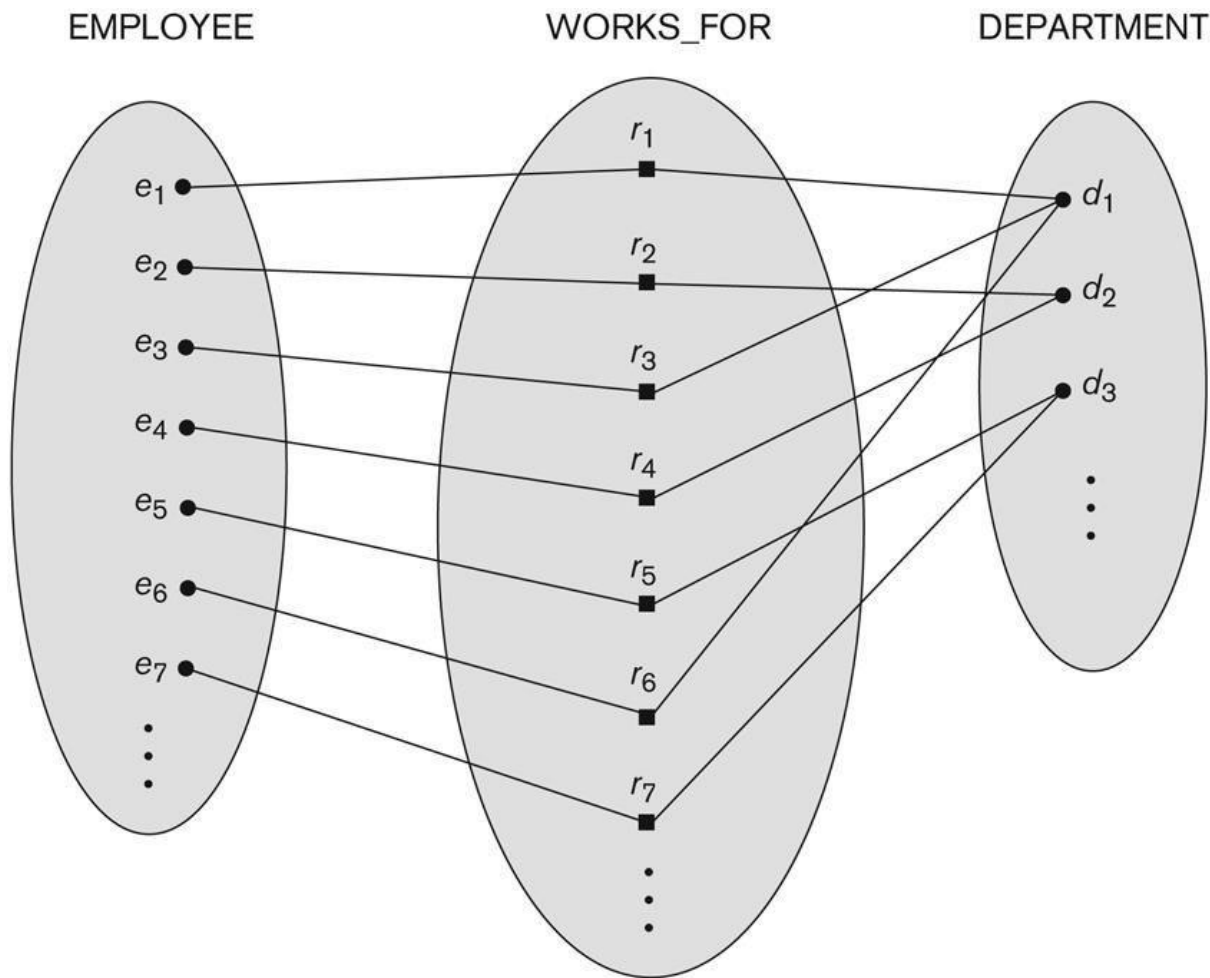 EMPLOYEE WORKS_FOR DEPARTMENT
e₁
e₂
e₃
e₄
e₅
e₆
e₇
r₁
r₂
r₃
r₄
r₅
r₆
r₇
d₁
d₂
d₃